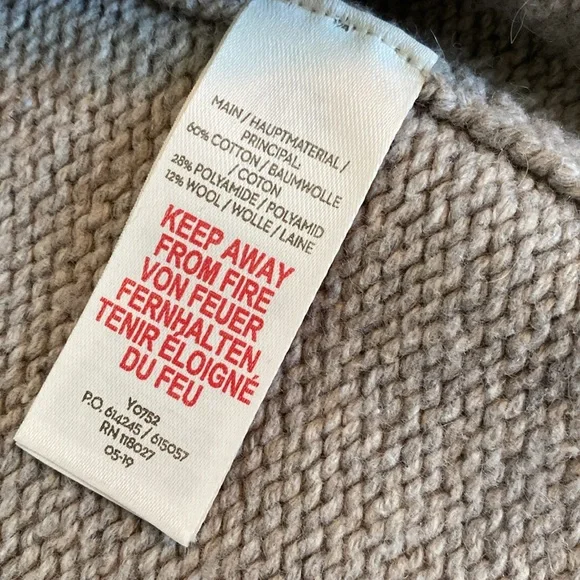 MAIN / HAUPTMATERIAL /
PRINCIPAL:
60% COTTON / BAUMWOLLE
/ COTON
28% POLYAMIDE / POLYAMID
12% WOOL / WOLLE / LAINE
KEEP AWAY
FROM FIRE
VON FEUER
FERNHALTEN
TENIR ÉLOIGNÉ
DU FEU
Y0752
P.O. 614245 / 615057
RN 118027
05-19